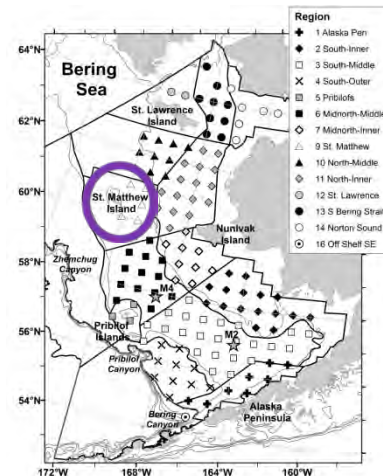 64°N
62°N
60°N
58°N
56°N
54°N
172°W
168°W
164°W
160°W
Bering
Sea
St. Lawrence
Island
St. Matthew
Island
Nunivak
Island
Zhemchug
Canyon
M4
Pribilof
Islands
M2
Pribilof
Canyon
Bering
Canyon
Alaska
Peninsula
Region
1 Alaska Pen
2 South-Inner
3 South-Middle
4 South-Outer
5 Pribilofs
6 Midnorth-Middle
7 Midnorth-Inner
9 St. Matthew
10 North-Middle
11 North-Inner
12 St. Lawrence
13 S Bering Strait
14 Norton Sound
16 Off Shelf SE